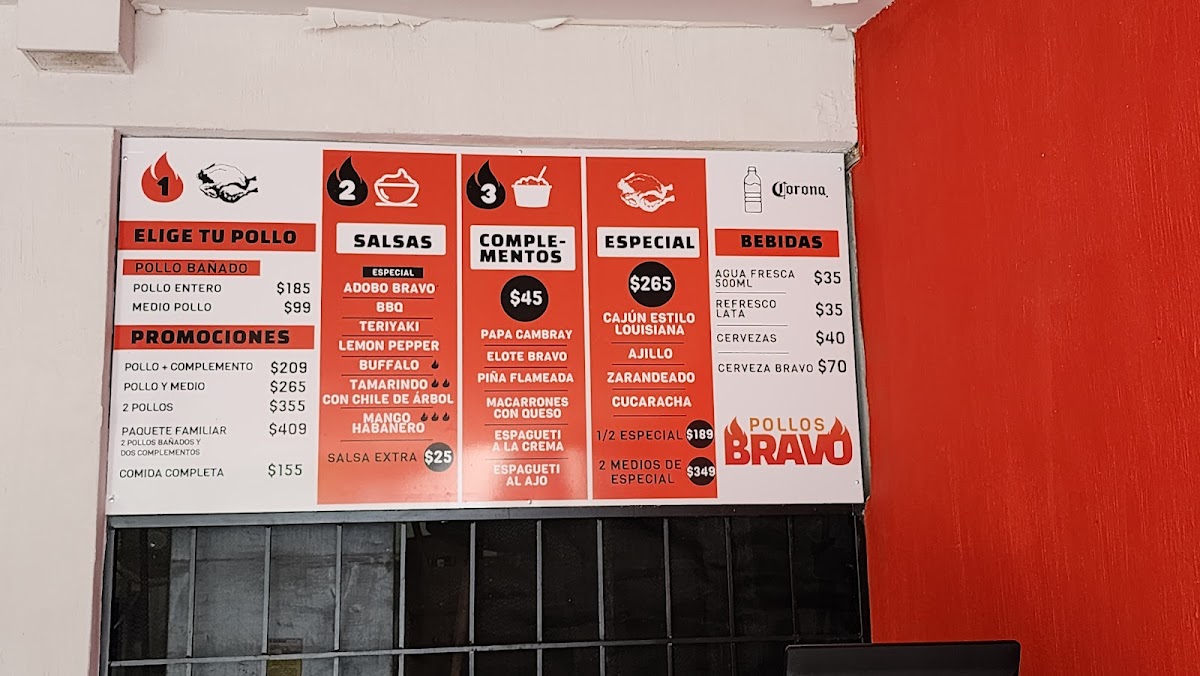 1
ELIGE TU POLLO
POLLO BAÑADO
POLLO ENTERO $185
MEDIO POLLO $99
PROMOCIONES
POLLO + COMPLEMENTO $209
POLLO Y MEDIO $265
2 POLLOS $355
PAQUETE FAMILIAR $409
2 POLLOS BAÑADOS Y
DOS COMPLEMENTOS
COMIDA COMPLETA $155
2
SALSAS
ESPECIAL
ADOBO BRAVO
BBQ
TERIYAKI
LEMON PEPPER
BUFFALO
TAMARINDO
CON CHILE DE ÁRBOL
MANGO
HABANERO
SALSA EXTRA $25
3
COMPLE-
MENTOS
$45
PAPA CAMBRAY
ELOTE BRAVO
PIÑA FLAMEADA
MACARRONES
CON QUESO
ESPAGUETI
A LA CREMA
ESPAGUETI
AL AJO
ESPECIAL
$265
CAJÚN ESTILO
LOUISIANA
AJILLO
ZARANDEADO
CUCARACHA
1/2 ESPECIAL $189
2 MEDIOS DE
ESPECIAL $349
Corona
BEBIDAS
AGUA FRESCA
500ML $35
REFRESCO
LATA $35
CERVEZAS $40
CERVEZA BRAVO $70
POLLOS
BRAVO